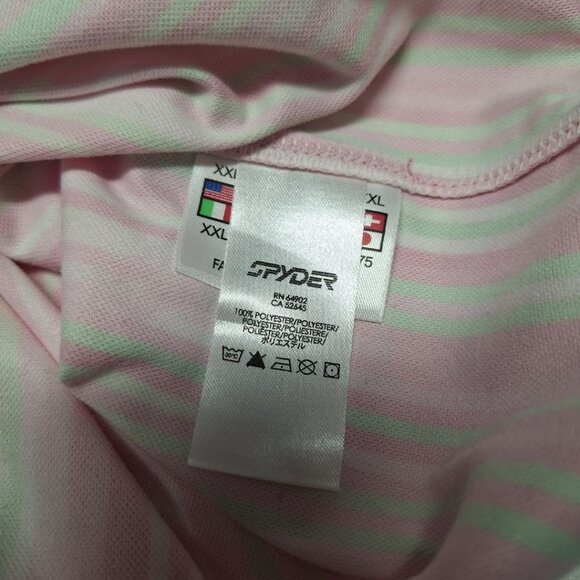 XXL
XL
XXL
FA
75
SPYDER
RN 64902
CA 52645
100% POLYESTER/POLYESTER/
POLYESTER/POLIESTERE/
POLIESTER/POLYESTER
ポリエステル
30°C